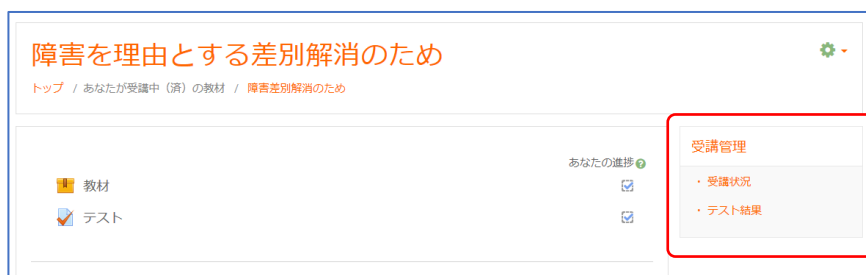 障害を理由とする差別解消のため
トップ / あなたが受講中（済）の教材 / 障害差別解消のため
あなたの進捗
教材
テスト
受講管理
・ 受講状況
・ テスト結果